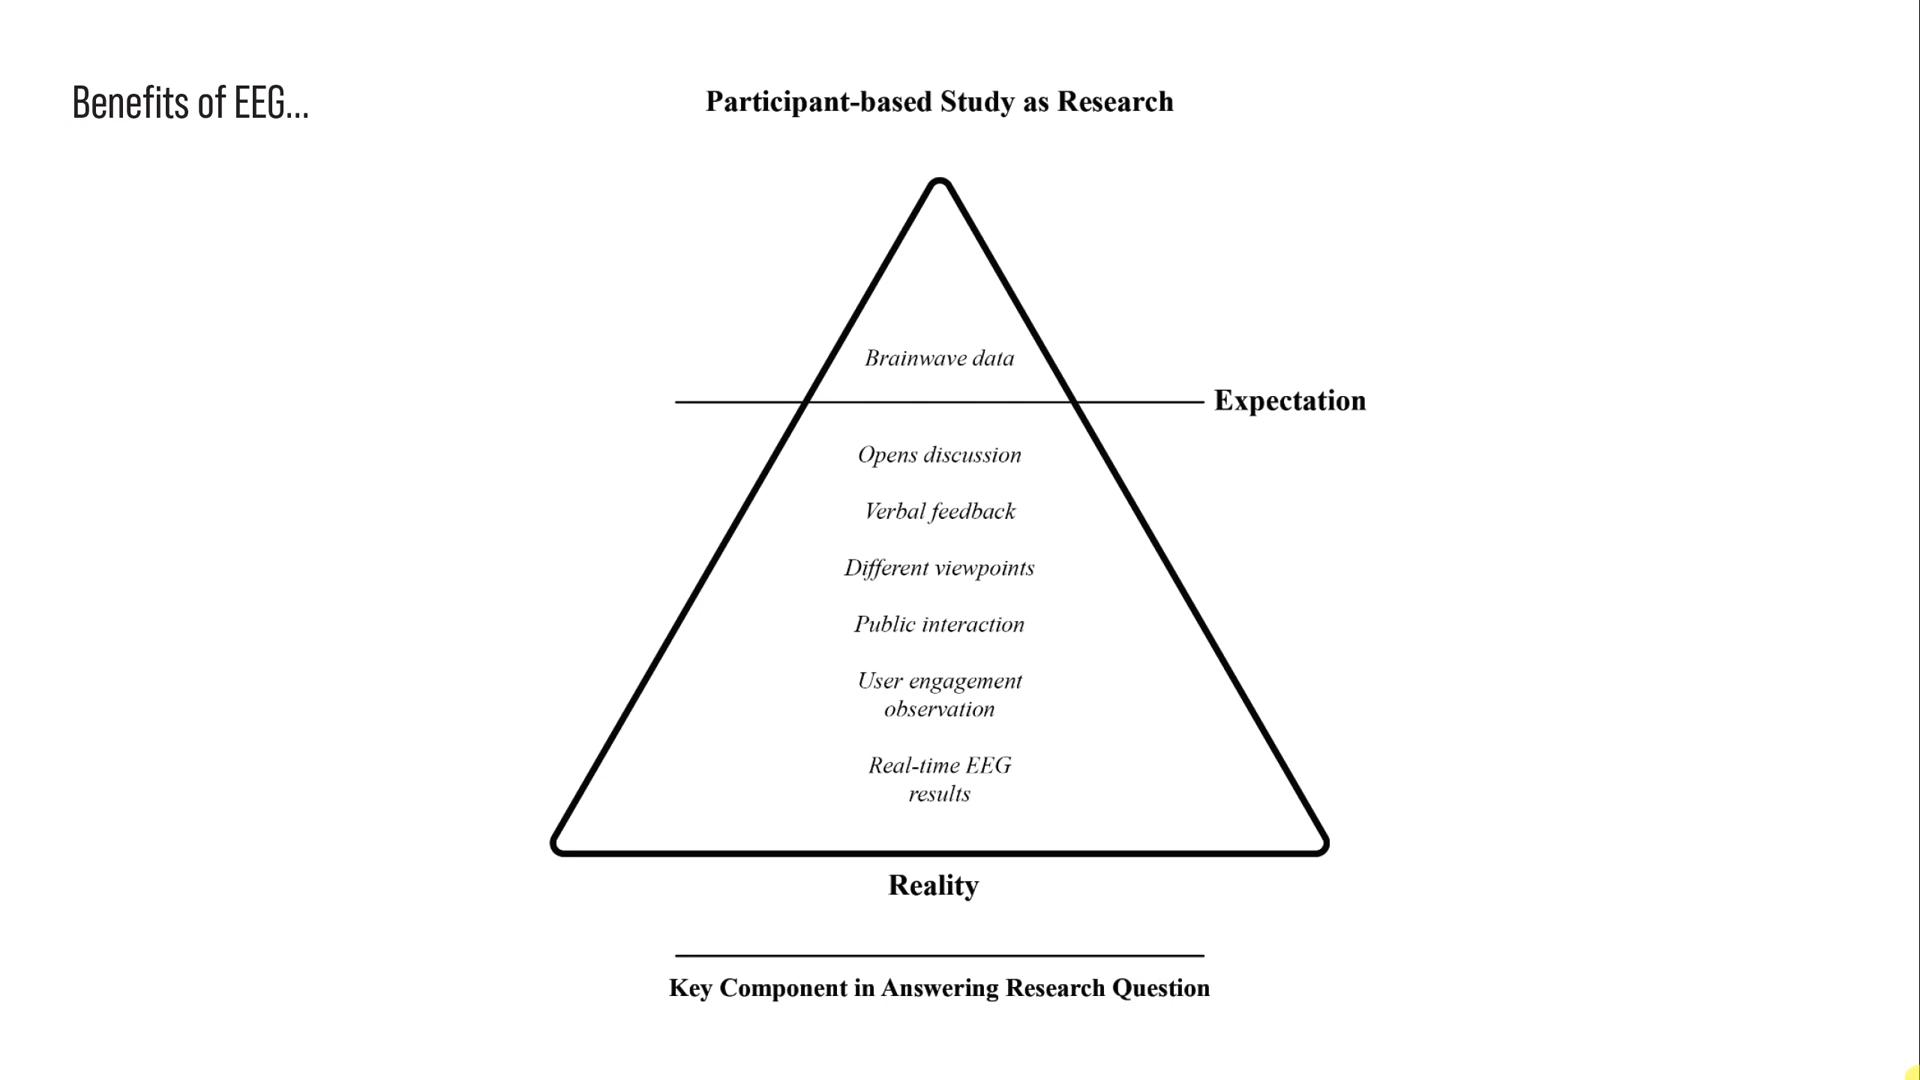 Benefits of EEG...
Participant-based Study as Research
Brainwave data
Expectation
Opens discussion
Verbal feedback
Different viewpoints
Public interaction
User engagement
observation
Real-time EEG
results
Reality
Key Component in Answering Research Question